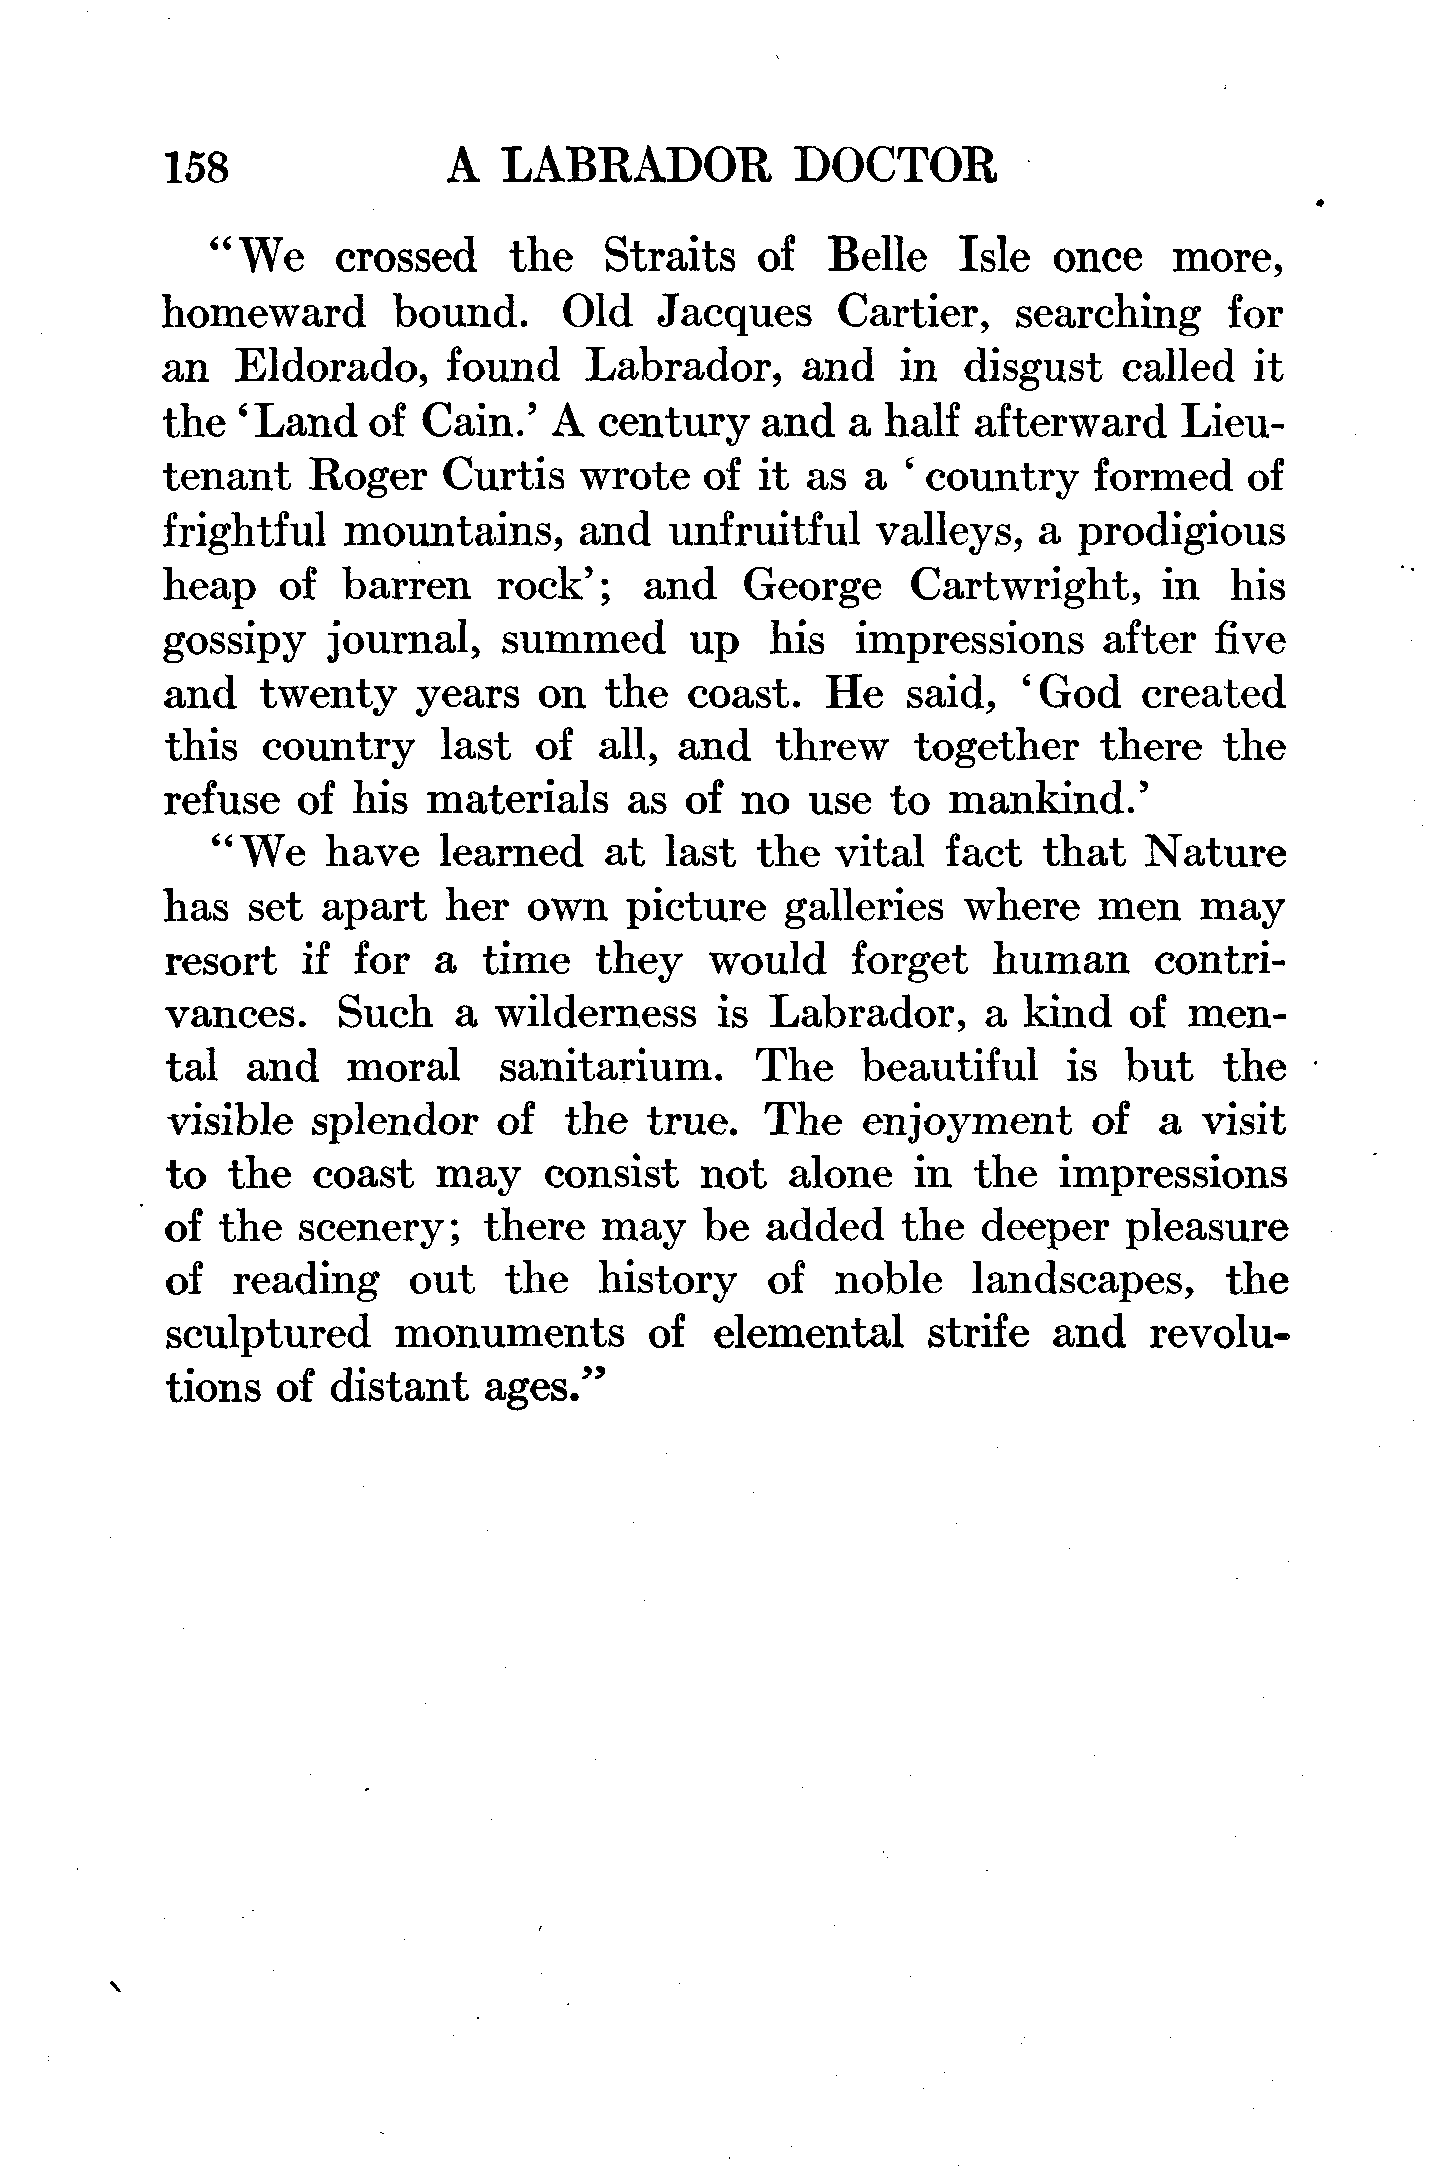 158 A LABRADOR DOCTOR
“We crossed the Straits of Belle Isle once more,
homeward bound. Old Jacques Cartier, searching for
an Eldorado, found Labrador, and in disgust called it
the ‘Land of Cain.’ A century and a half afterward Lieu-
tenant Roger Curtis wrote of it as a ‘country formed of
frightful mountains, and unfruitful valleys, a prodigious
heap of barren rock’; and George Cartwright, in his
gossipy journal, summed up his impressions after five
and twenty years on the coast. He said, ‘God created
this country last of all, and threw together there the
refuse of his materials as of no use to mankind.’
“We have learned at last the vital fact that Nature
has set apart her own picture galleries where men may
resort if for a time they would forget human contri-
vances. Such a wilderness is Labrador, a kind of men-
tal and moral sanitarium. The beautiful is but the
visible splendor of the true. The enjoyment of a visit
to the coast may consist not alone in the impressions
of the scenery; there may be added the deeper pleasure
of reading out the history of noble landscapes, the
sculptured monuments of elemental strife and revolu-
tions of distant ages.”